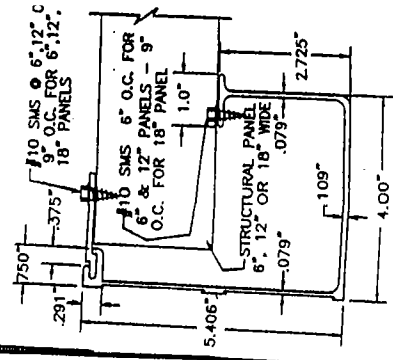 #10 SMS @ 6",12", O
9" O.C. FOR 6",12",
18" PANELS
.375"
.750"
.291"
5.406"
#10 SMS 6" O.C. FOR
6" & 12" PANELS – 9"
O.C. FOR 18" PANEL
1.0"
STRUCTURAL PANEL
6", 12" OR 18" WIDE
.079"
.079"
.109"
4.00"
2.725"